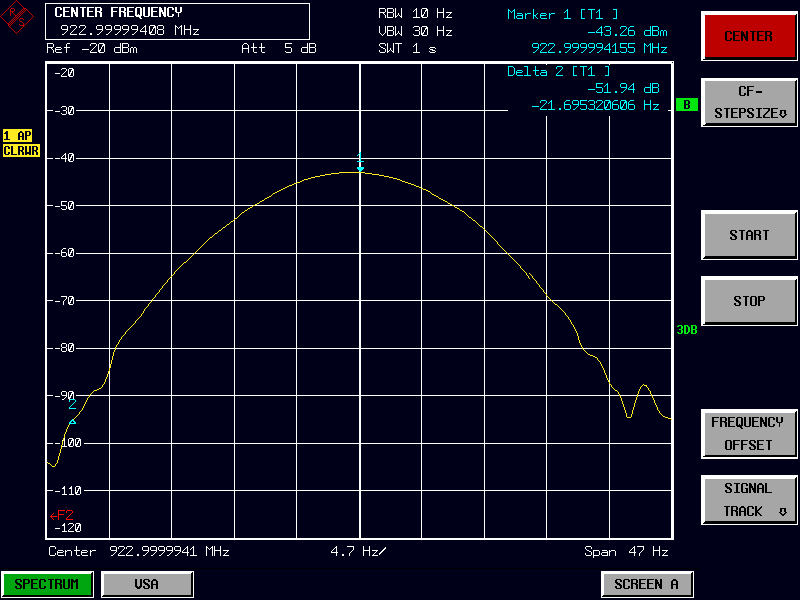 R S
CENTER FREQUENCY
922.99999408 MHz
RBW 10 Hz
VBW 30 Hz
SWT 1 s
Marker 1 [T1 ]
-43.26 dBm
922.999994155 MHz
Ref -20 dBm
Att 5 dB
Delta 2 [T1 ]
-51.94 dB
-21.695320606 Hz
1 AP
CLRWR
-20
-30
-40
-50
-60
-70
-80
-90
-100
-110
-120
1
2
←F2
B
3DB
Center 922.9999941 MHz
4.7 Hz/
Span 47 Hz
CENTER
CF-
STEPSIZE⇩
START
STOP
FREQUENCY
OFFSET
SIGNAL
TRACK ⇩
SPECTRUM
VSA
SCREEN A